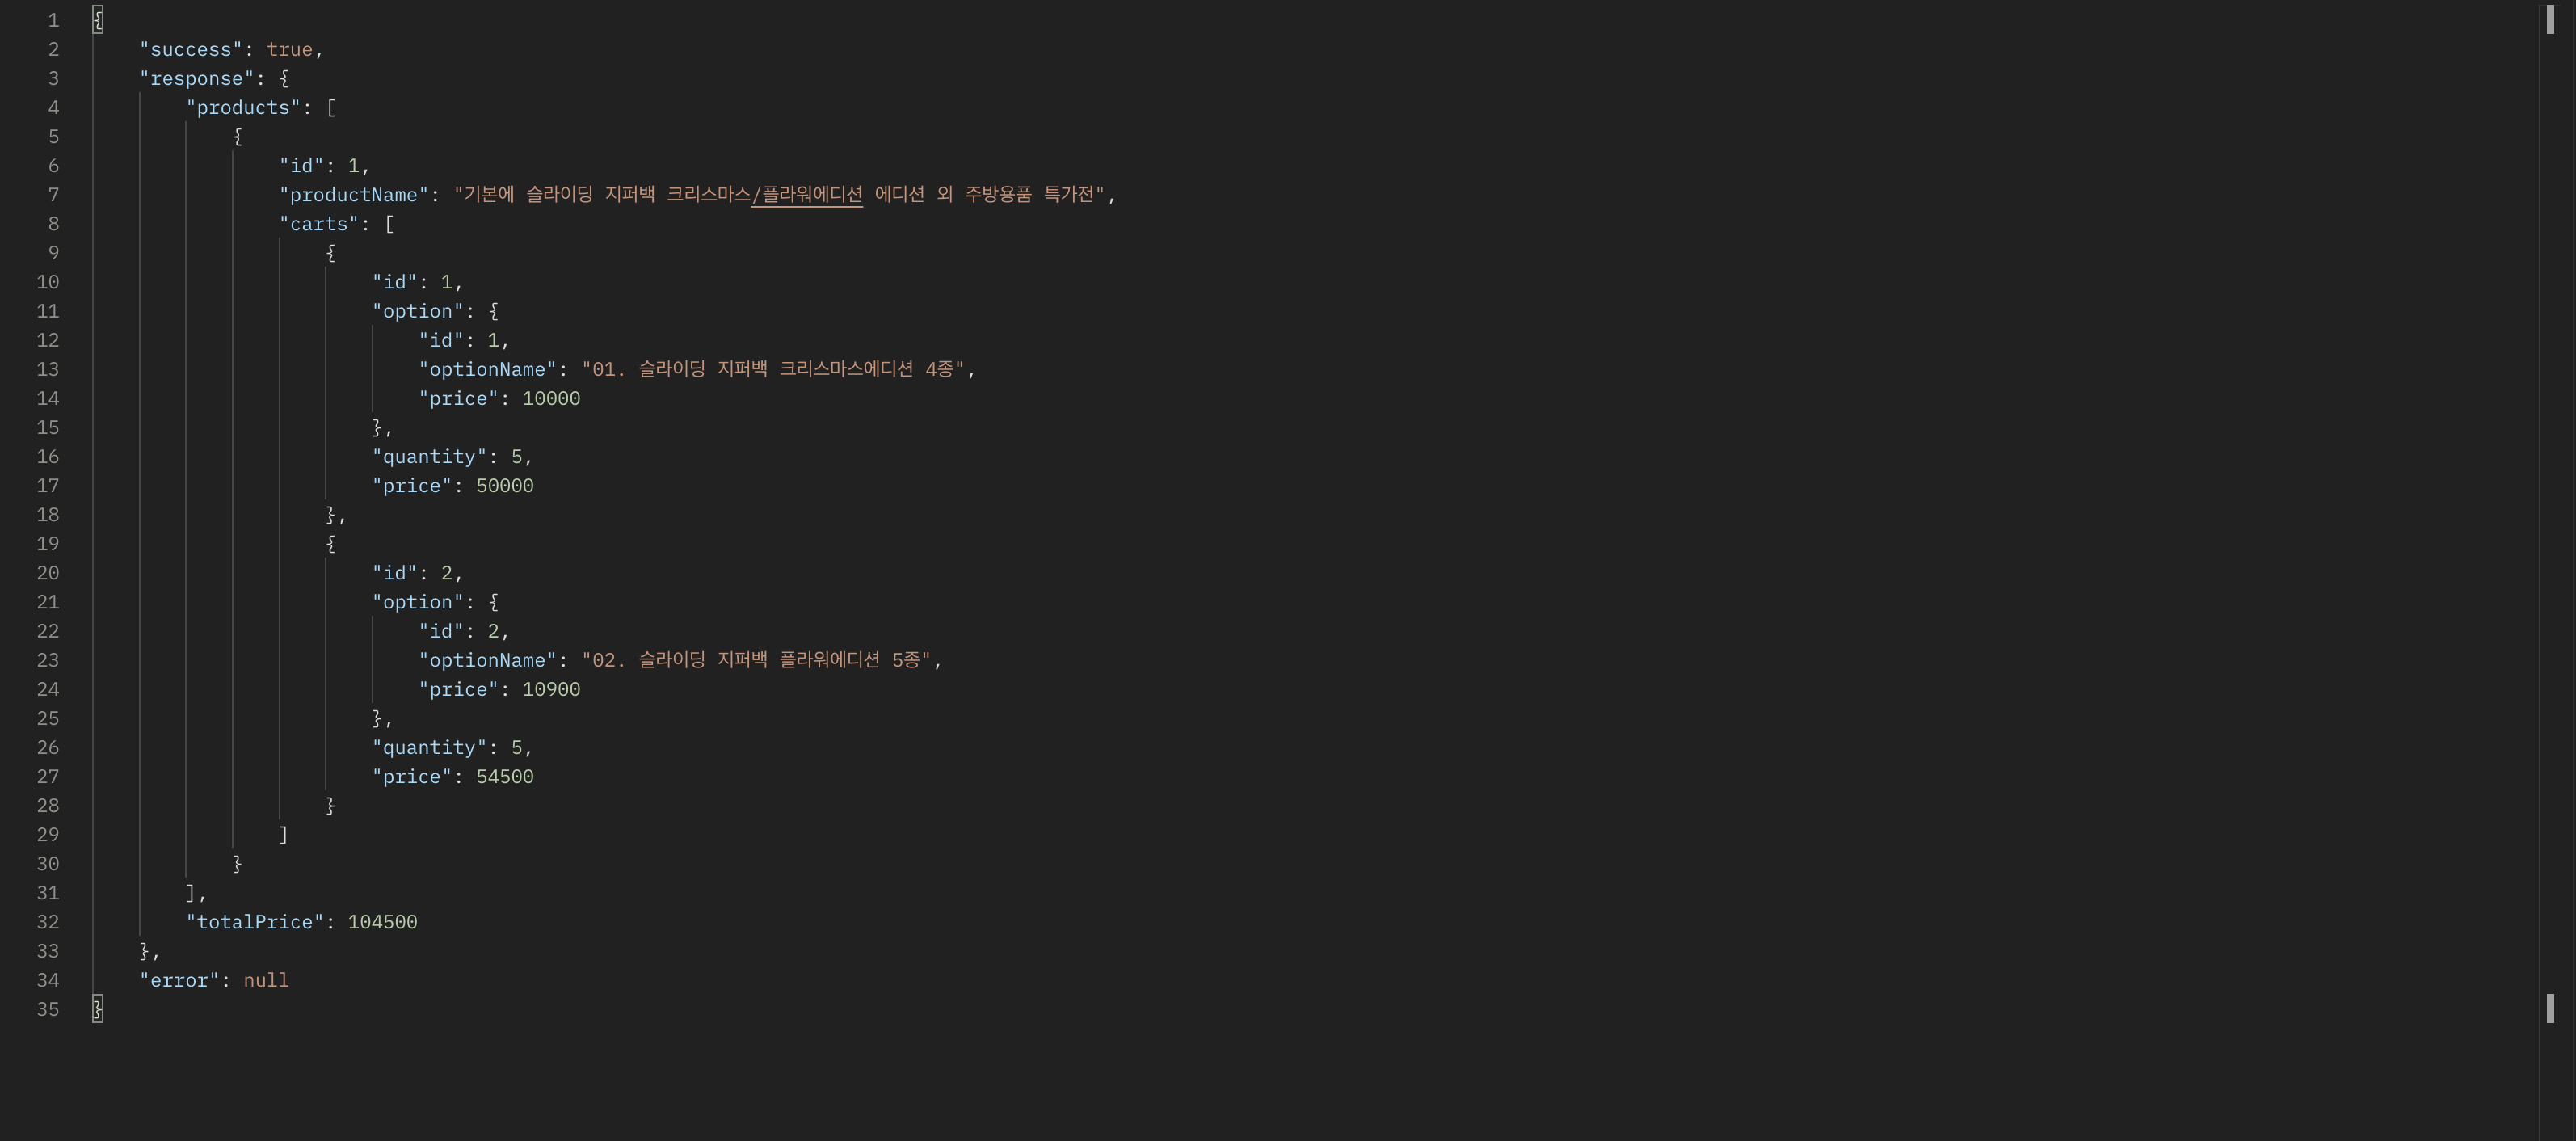 1 {
2 "success": true,
3 "response": {
4 "products": [
5 {
6 "id": 1,
7 "productName": "기본에 슬라이딩 지퍼백 크리스마스/플라워에디션 에디션 외 주방용품 특가전",
8 "carts": [
9 {
10 "id": 1,
11 "option": {
12 "id": 1,
13 "optionName": "01. 슬라이딩 지퍼백 크리스마스에디션 4종",
14 "price": 10000
15 },
16 "quantity": 5,
17 "price": 50000
18 },
19 {
20 "id": 2,
21 "option": {
22 "id": 2,
23 "optionName": "02. 슬라이딩 지퍼백 플라워에디션 5종",
24 "price": 10900
25 },
26 "quantity": 5,
27 "price": 54500
28 }
29 ]
30 }
31 ],
32 "totalPrice": 104500
33 },
34 "error": null
35 }